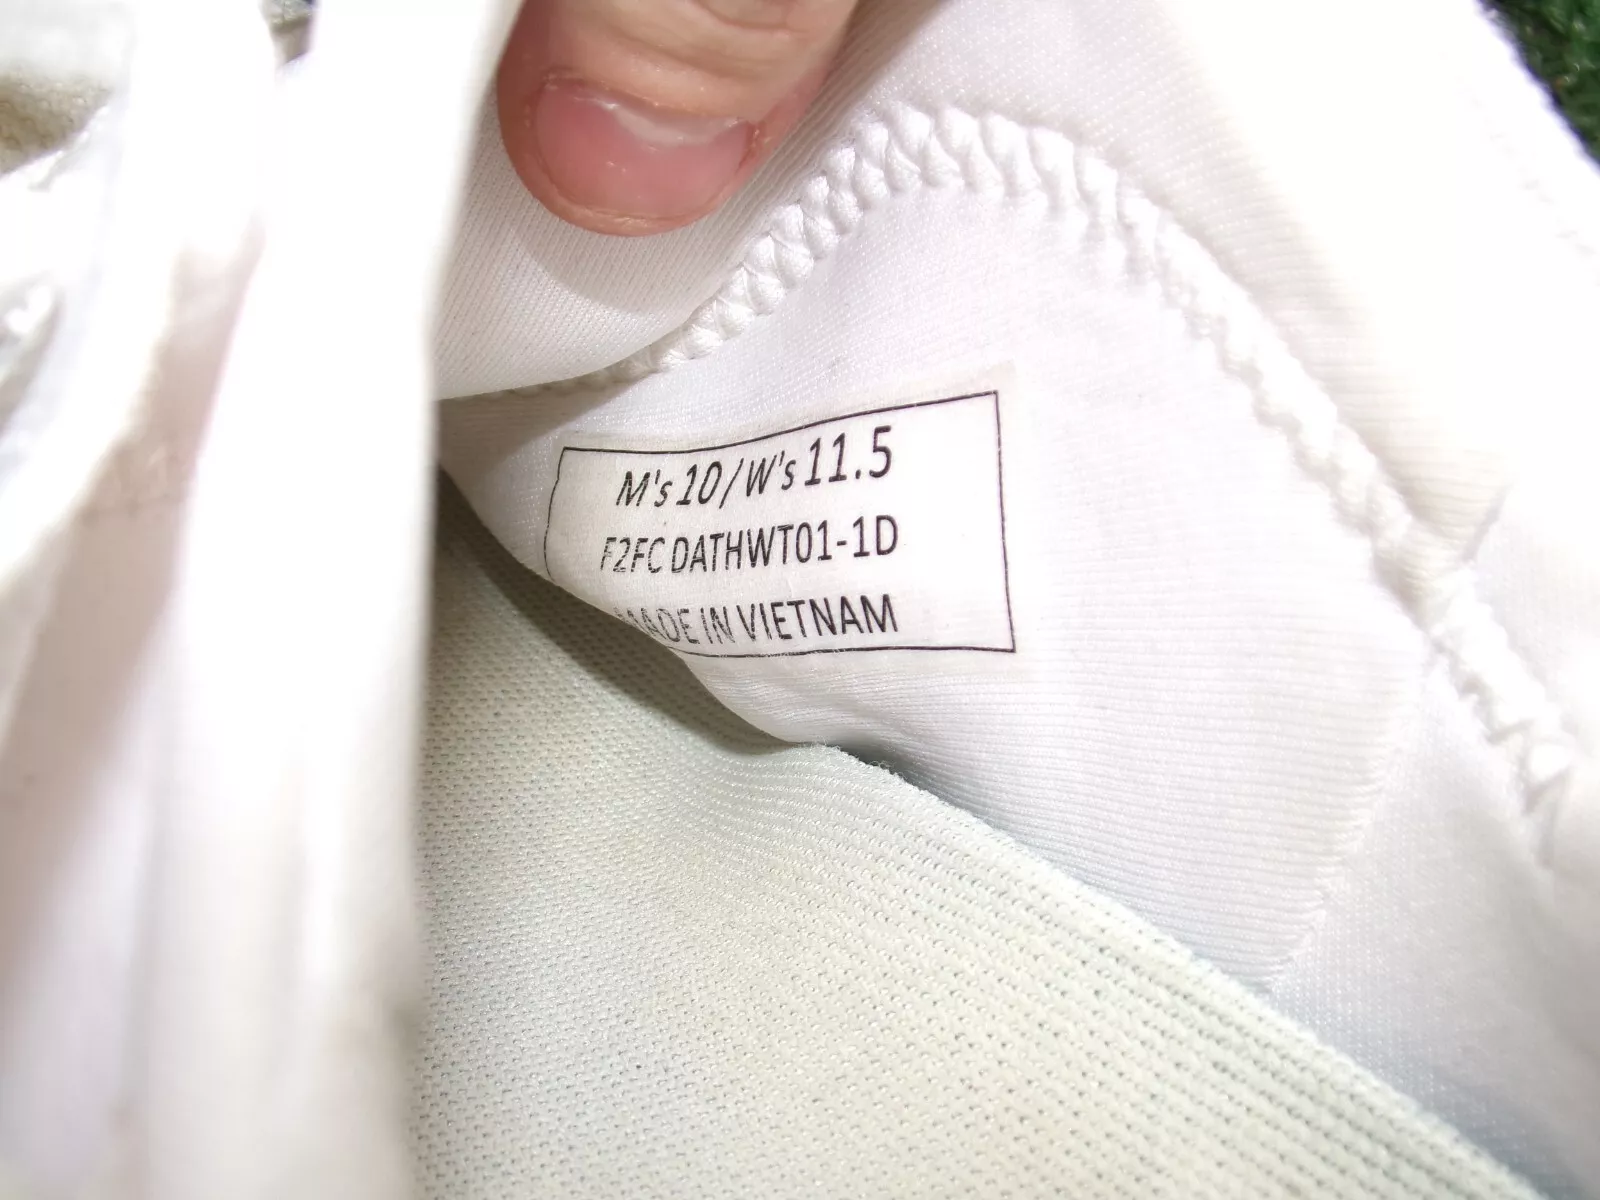 M's 10/W's 11.5
F2FC DATHWT01-1D
MADE IN VIETNAM